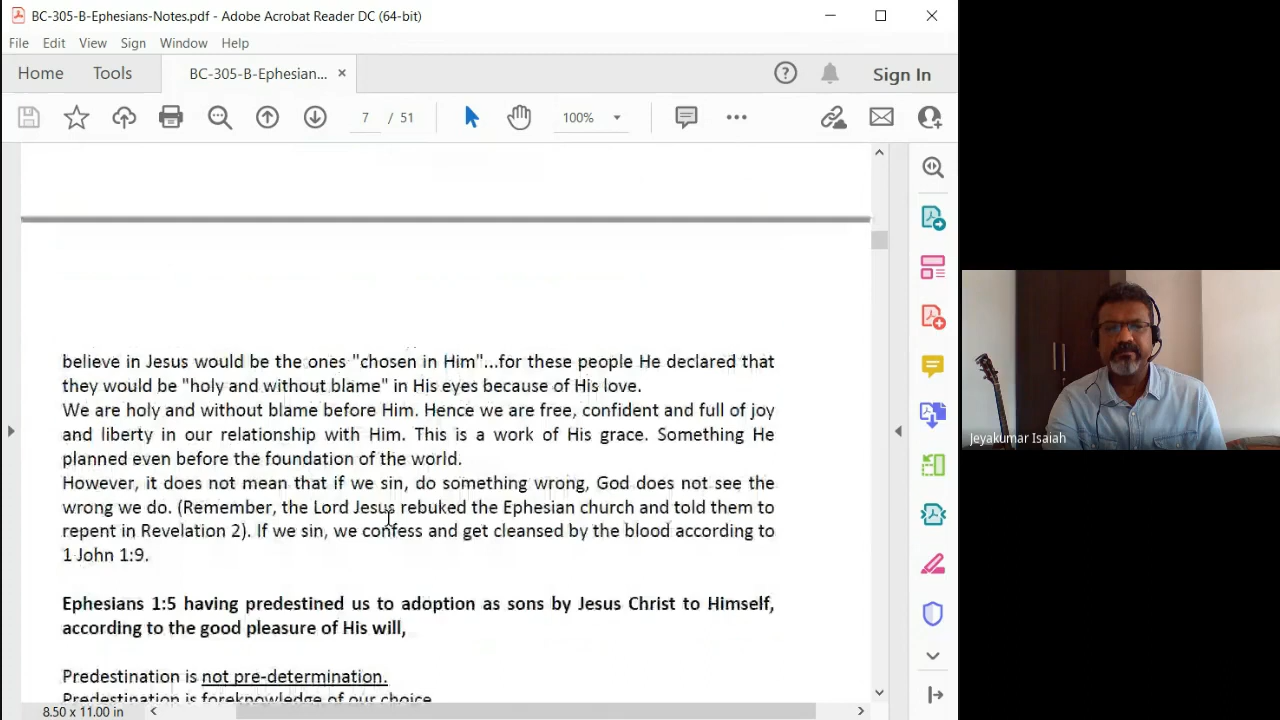 BC-305-B-Ephesians-Notes.pdf - Adobe Acrobat Reader DC (64-bit)
File Edit View Sign Window Help
Home Tools BC-305-B-Ephesian... × Sign In
7 / 51 100%
believe in Jesus would be the ones "chosen in Him"...for these people He declared that
they would be "holy and without blame" in His eyes because of His love.
We are holy and without blame before Him. Hence we are free, confident and full of joy
and liberty in our relationship with Him. This is a work of His grace. Something He
planned even before the foundation of the world.
However, it does not mean that if we sin, do something wrong, God does not see the
wrong we do. (Remember, the Lord Jesus rebuked the Ephesian church and told them to
repent in Revelation 2). If we sin, we confess and get cleansed by the blood according to
1 John 1:9.
Ephesians 1:5 having predestined us to adoption as sons by Jesus Christ to Himself,
according to the good pleasure of His will,
Predestination is not pre-determination.
Predestination is foreknowledge of our choice
8.50 x 11.00 in
Jeyakumar Isaiah